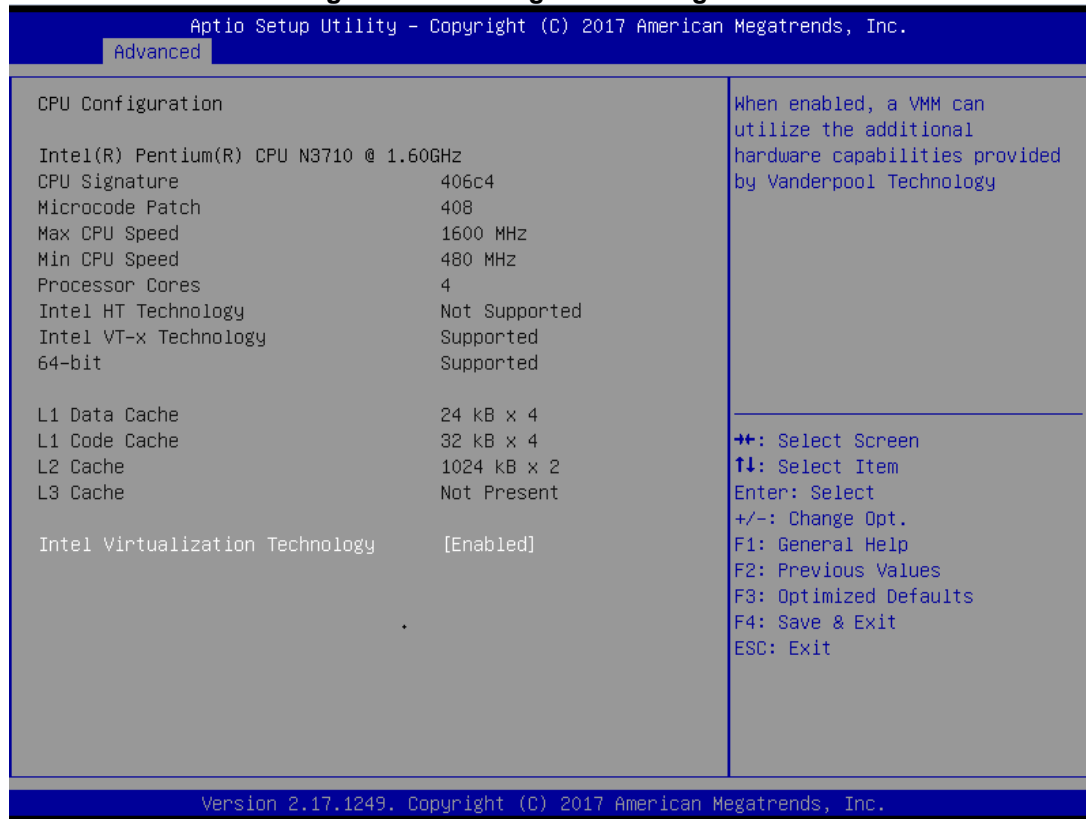 Aptio Setup Utility – Copyright (C) 2017 American Megatrends, Inc.
Advanced
CPU Configuration
Intel(R) Pentium(R) CPU N3710 @ 1.60GHz
CPU Signature 406c4
Microcode Patch 408
Max CPU Speed 1600 MHz
Min CPU Speed 480 MHz
Processor Cores 4
Intel HT Technology Not Supported
Intel VT-x Technology Supported
64-bit Supported
L1 Data Cache 24 kB x 4
L1 Code Cache 32 kB x 4
L2 Cache 1024 kB x 2
L3 Cache Not Present
Intel Virtualization Technology [Enabled]
When enabled, a VMM can
utilize the additional
hardware capabilities provided
by Vanderpool Technology
→←: Select Screen
↑↓: Select Item
Enter: Select
+/-: Change Opt.
F1: General Help
F2: Previous Values
F3: Optimized Defaults
F4: Save & Exit
ESC: Exit
Version 2.17.1249. Copyright (C) 2017 American Megatrends, Inc.